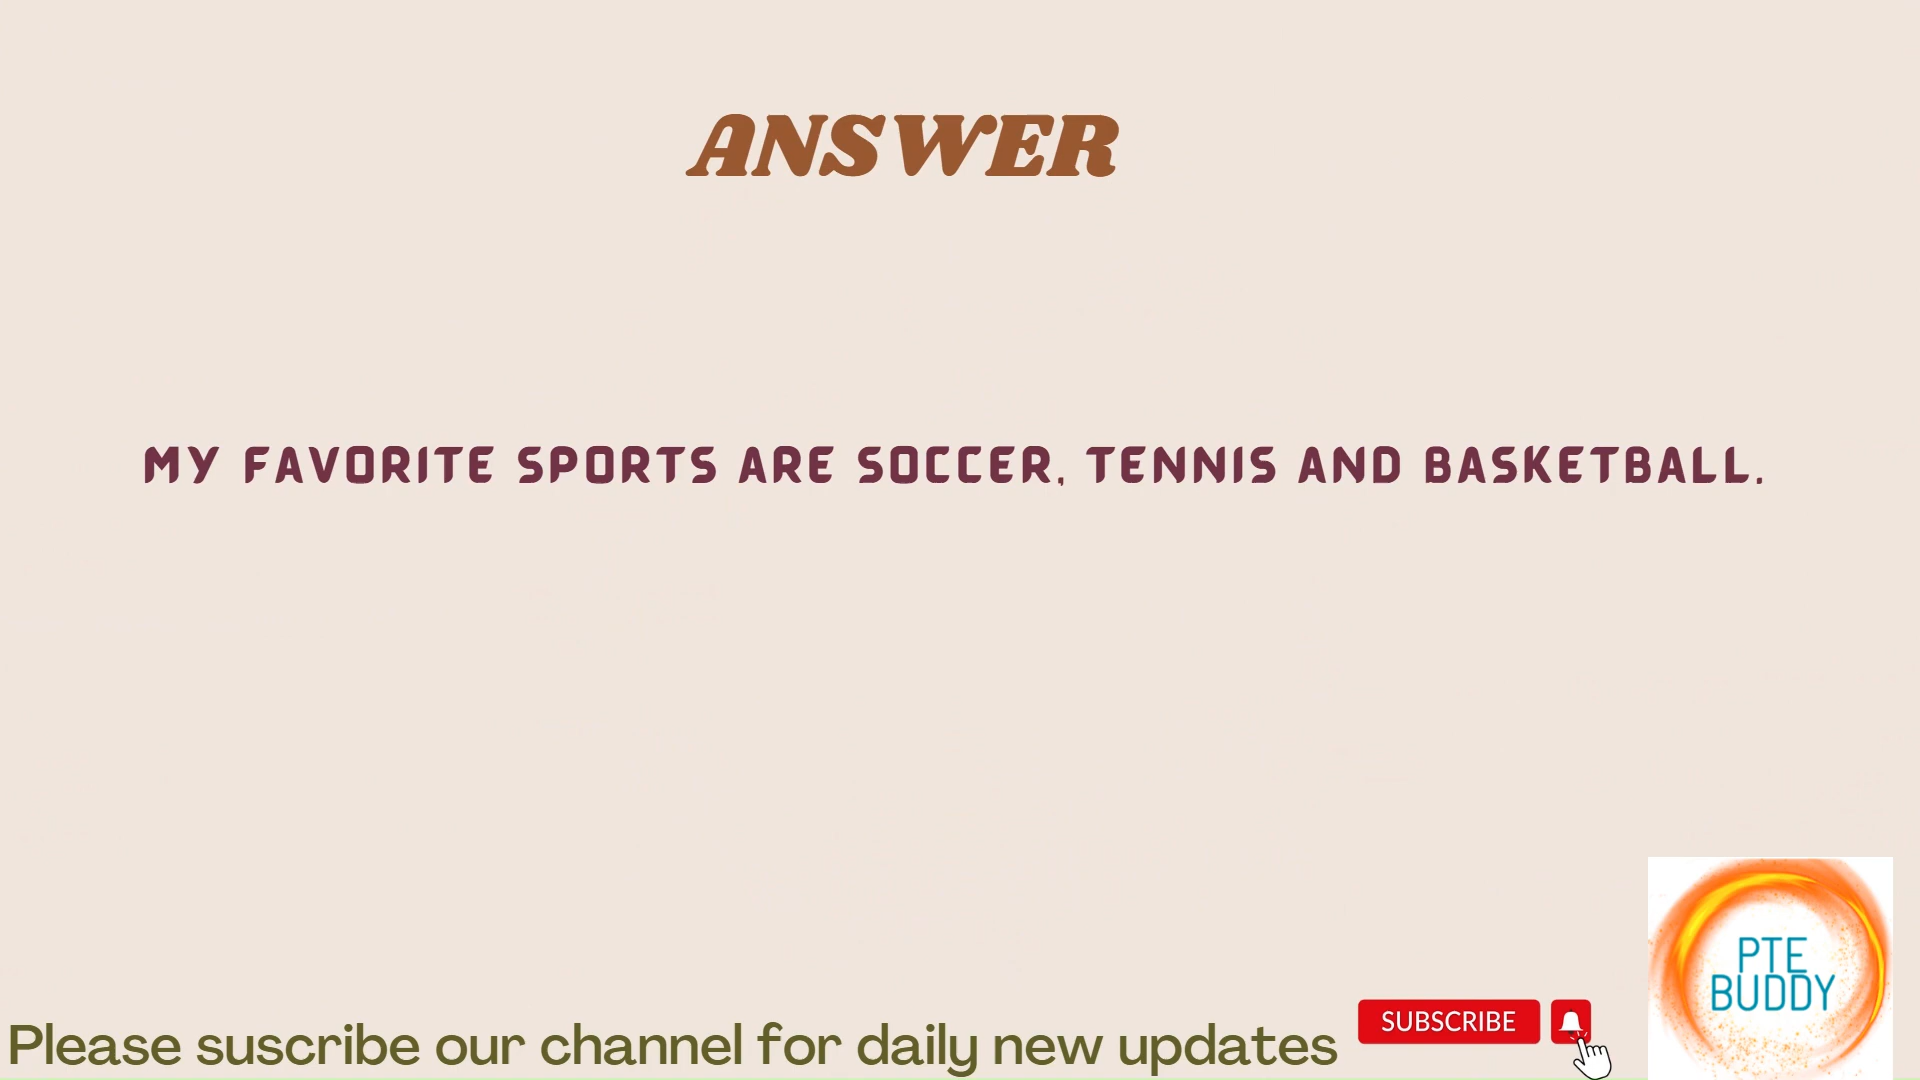 ANSWER
MY FAVORITE SPORTS ARE SOCCER, TENNIS AND BASKETBALL.
Please suscribe our channel for daily new updates
SUBSCRIBE
PTE
BUDDY